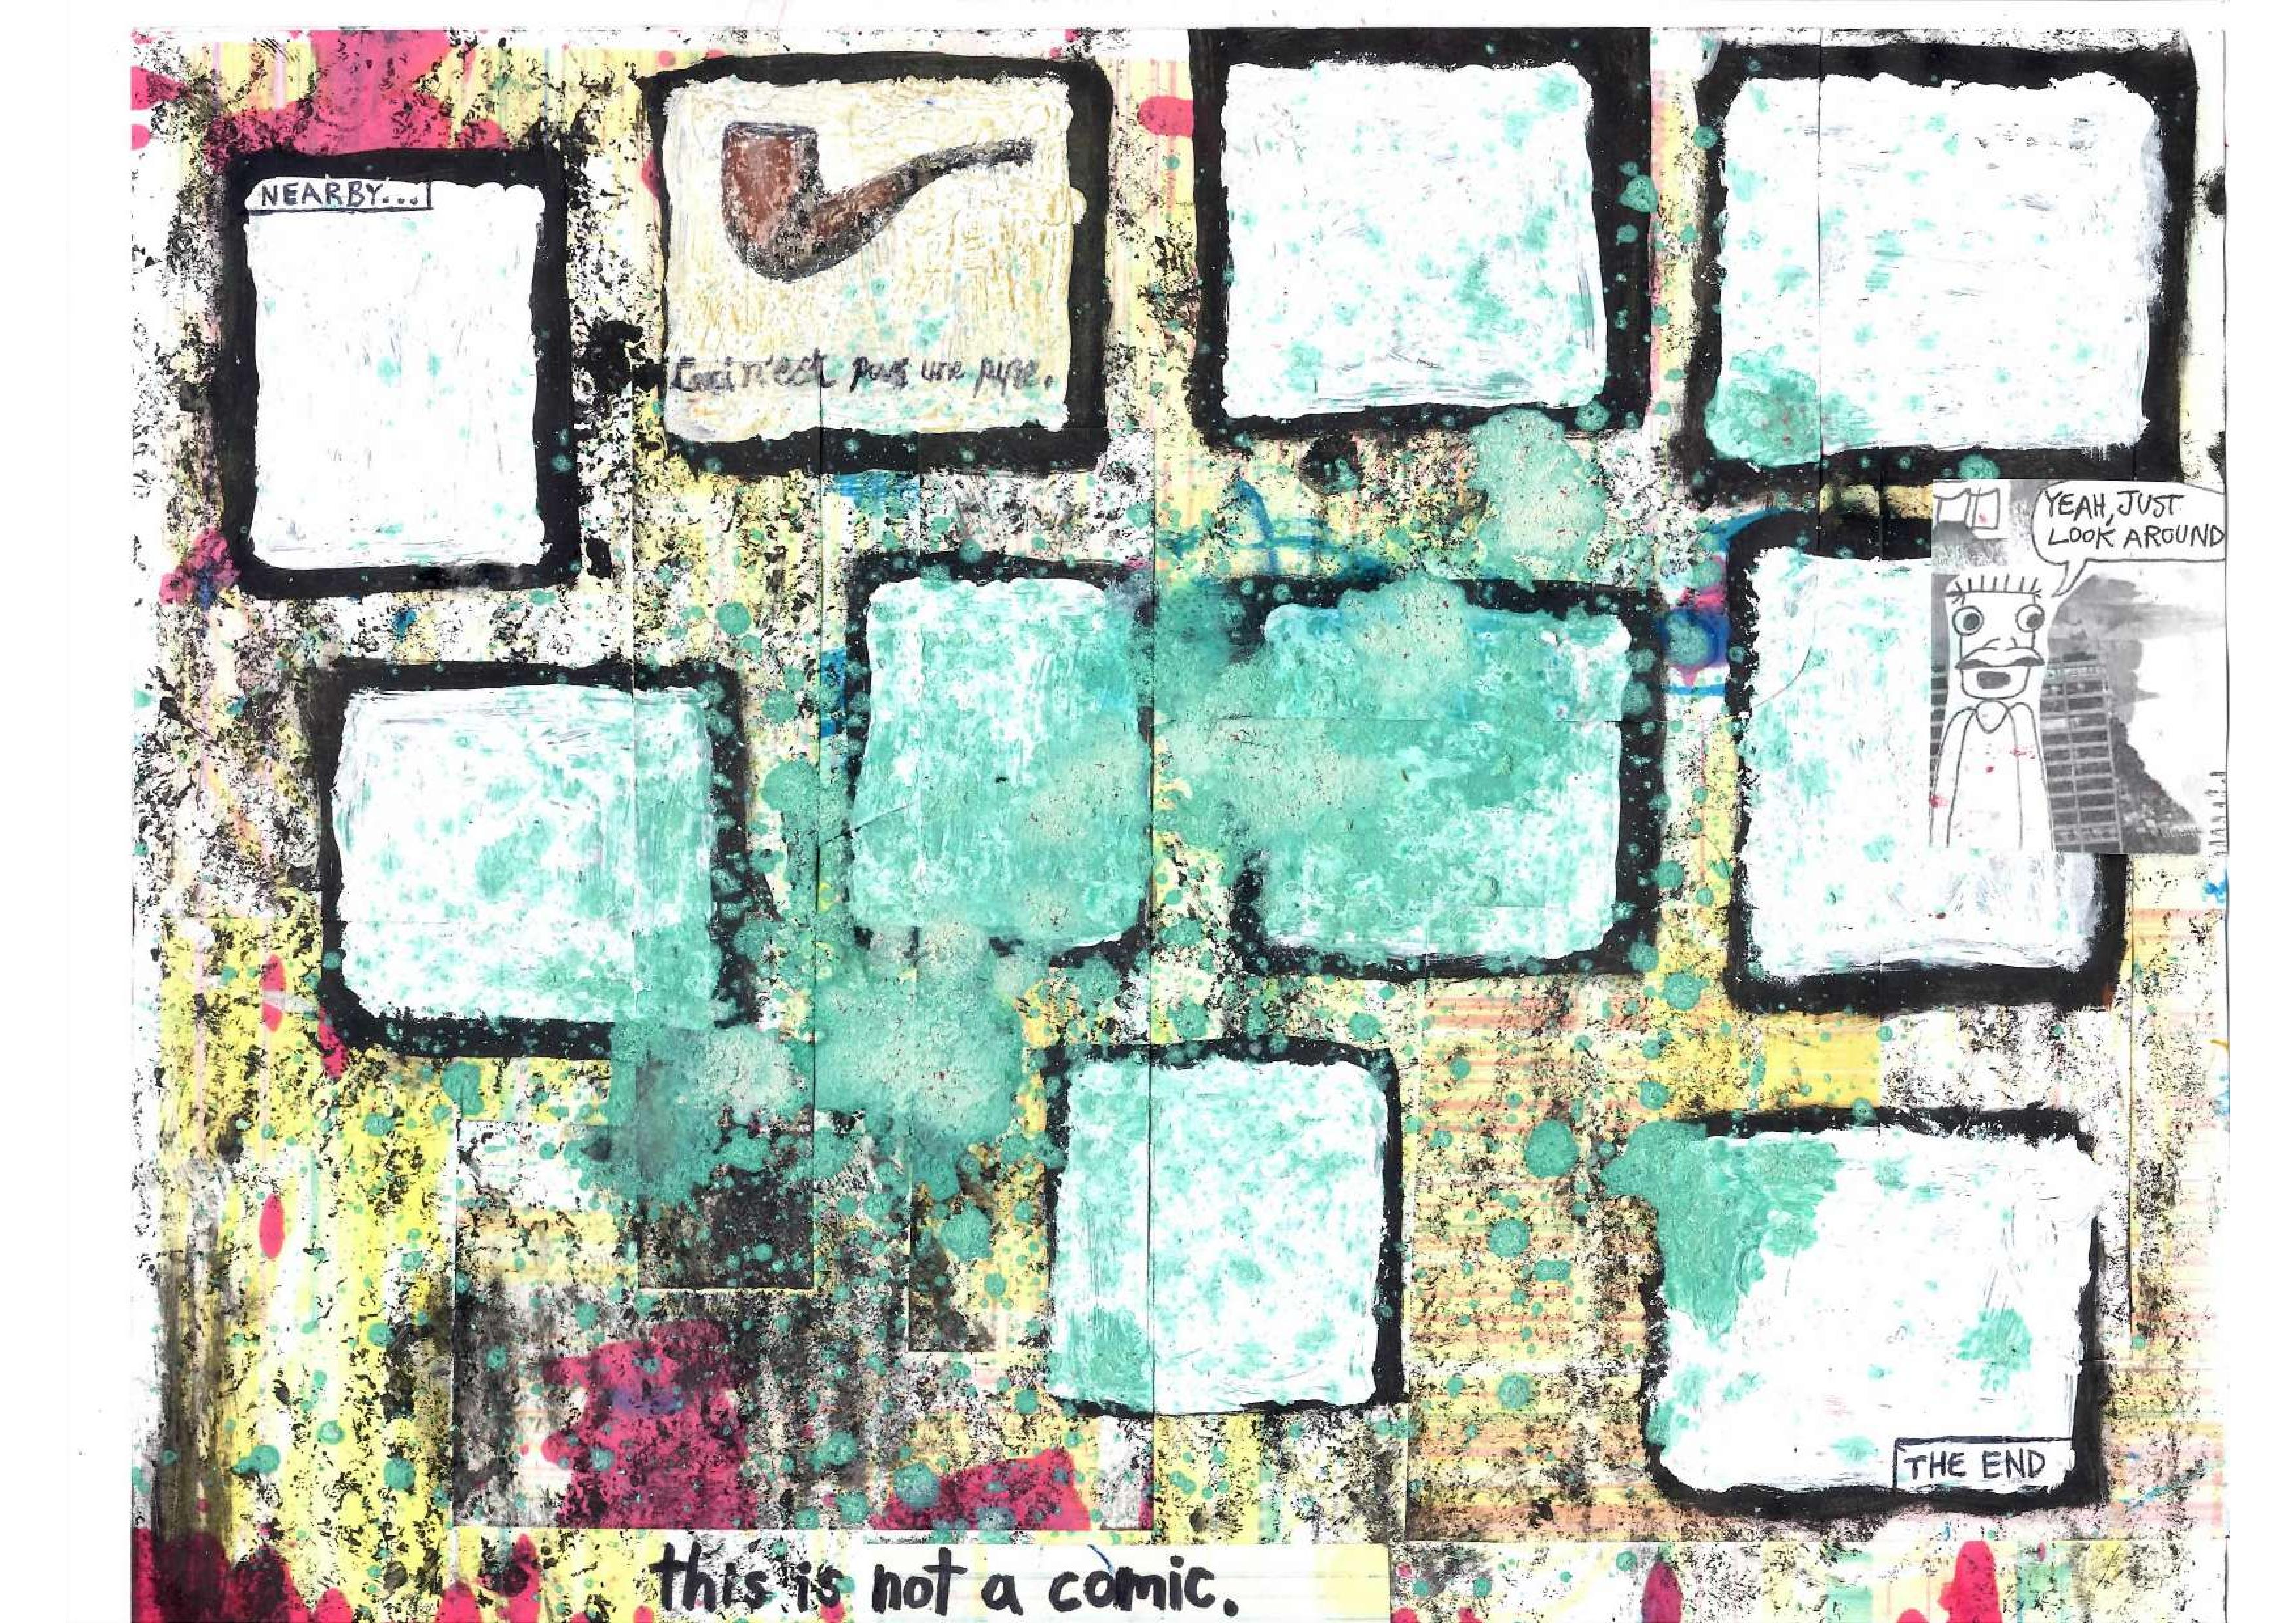 NEARBY...
Ceci n'est pas une pipe.
YEAH, JUST
LOOK AROUND
THE END
this is not a comic.